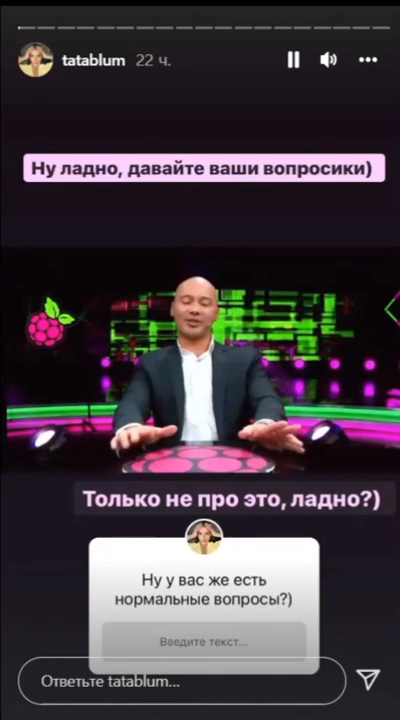 tatablum 22 ч.
Ну ладно, давайте ваши вопросики)
Только не про это, ладно?)
Ну у вас же есть
нормальные вопросы?)
Введите текст...
Ответьте tatablum...